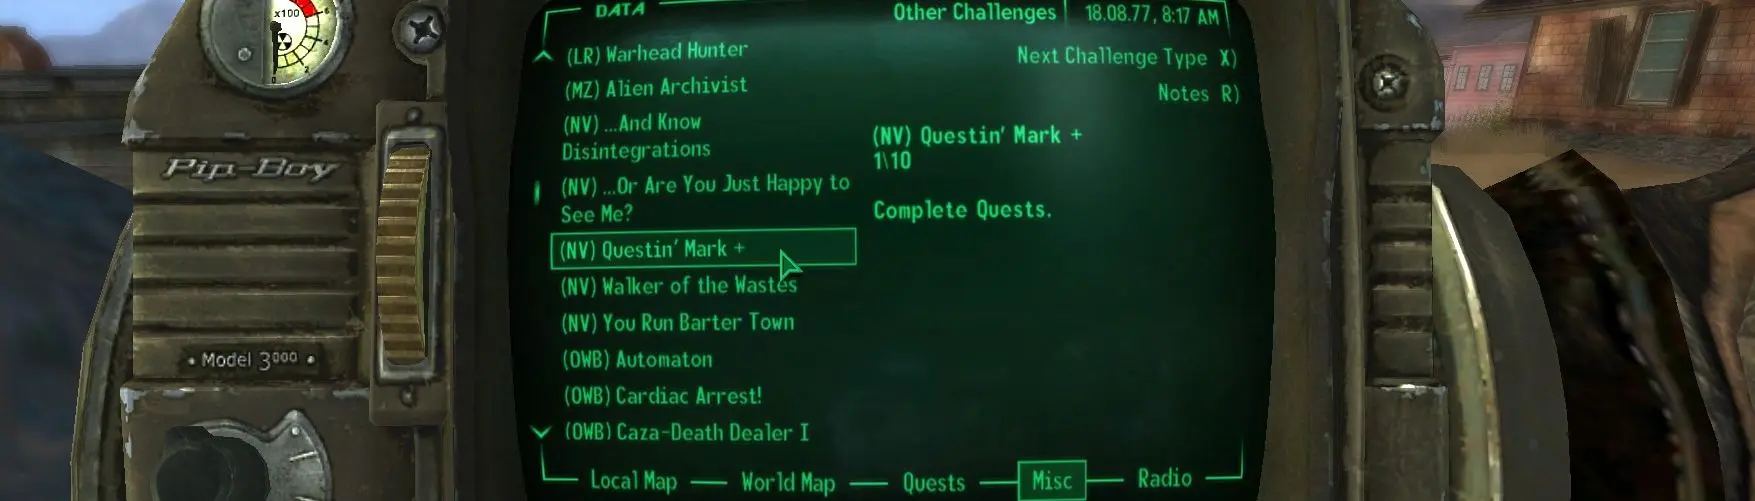 x100
DATA
Other Challenges
18.08.77, 8:17 AM
(LR) Warhead Hunter
(MZ) Alien Archivist
(NV) ...And Know
Disintegrations
(NV) ...Or Are You Just Happy to
See Me?
(NV) Questin' Mark +
(NV) Walker of the Wastes
(NV) You Run Barter Town
(OWB) Automaton
(OWB) Cardiac Arrest!
(OWB) Caza-Death Dealer I
Next Challenge Type X)
Notes R)
(NV) Questin' Mark +
1\10
Complete Quests.
Pip-Boy
• Model 3000 •
Local Map
World Map
Quests
Misc
Radio